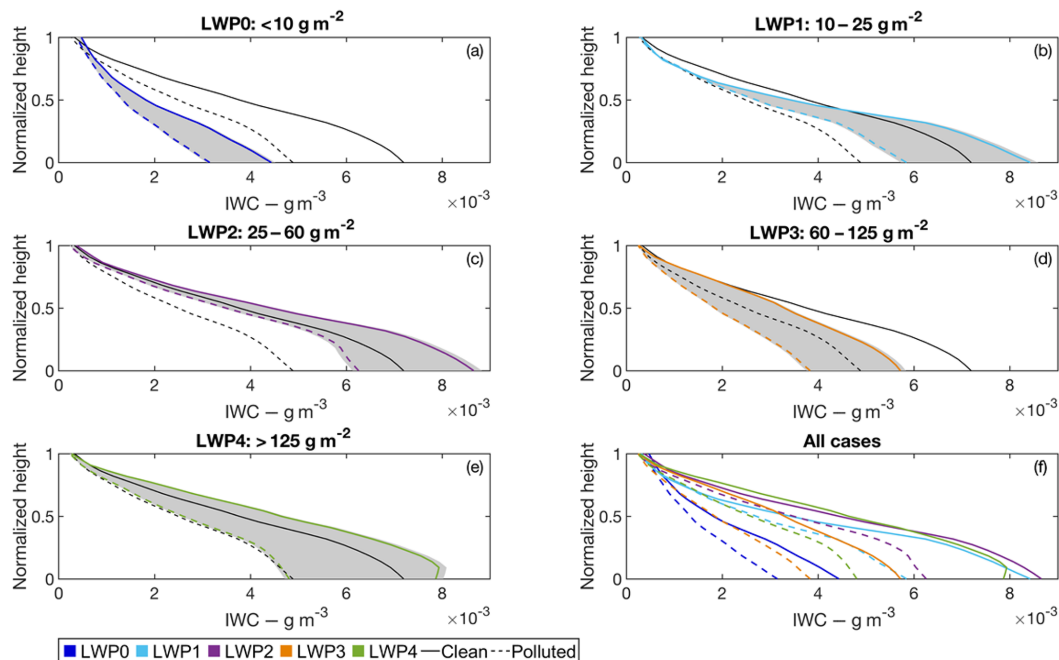 LWP0: <10 g m-2
Normalized height
1
0.5
0
(a)
0 2 4 6 8
IWC – g m-3 ×10-3
LWP1: 10 – 25 g m-2
Normalized height
1
0.5
0
(b)
0 2 4 6 8
IWC – g m-3 ×10-3
LWP2: 25 – 60 g m-2
Normalized height
1
0.5
0
(c)
0 2 4 6 8
IWC – g m-3 ×10-3
LWP3: 60 – 125 g m-2
Normalized height
1
0.5
0
(d)
0 2 4 6 8
IWC – g m-3 ×10-3
LWP4: > 125 g m-2
Normalized height
1
0.5
0
(e)
0 2 4 6 8
IWC – g m-3 ×10-3
All cases
Normalized height
1
0.5
0
(f)
0 2 4 6 8
IWC – g m-3 ×10-3
LWP0 LWP1 LWP2 LWP3 LWP4 Clean Polluted